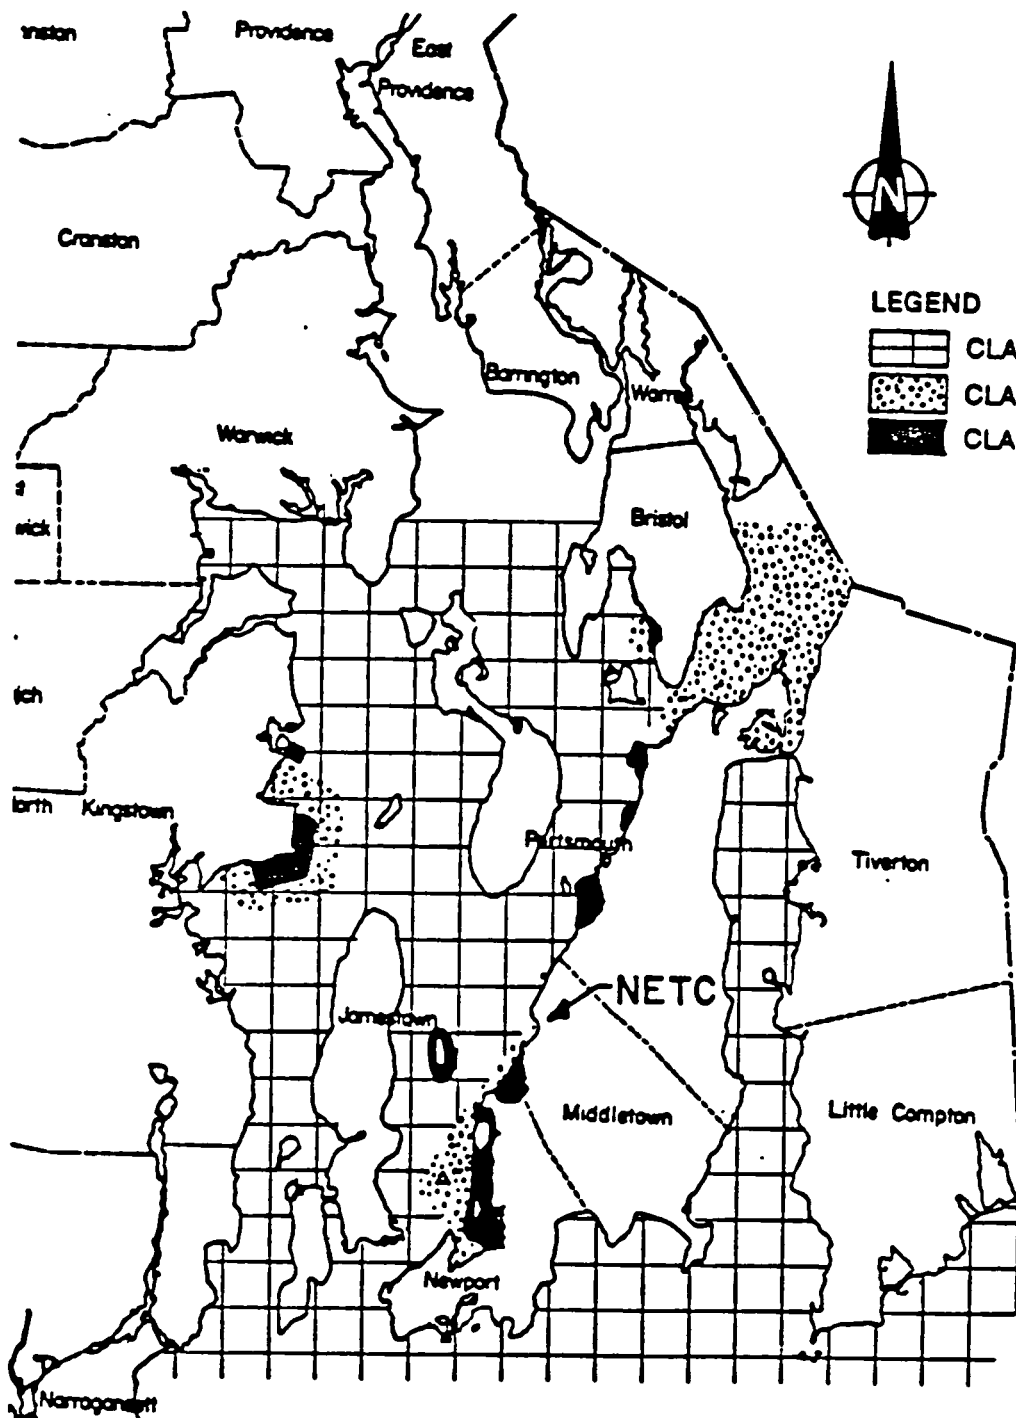 Providence
East
Providence
N
Cranston
LEGEND
CLA
CLA
CLA
Barrington
Warwick
Bristol
Kingstown
Portsmouth
Tiverton
NETC
Jamestown
Middletown
Little Compton
Newport
Narragansett